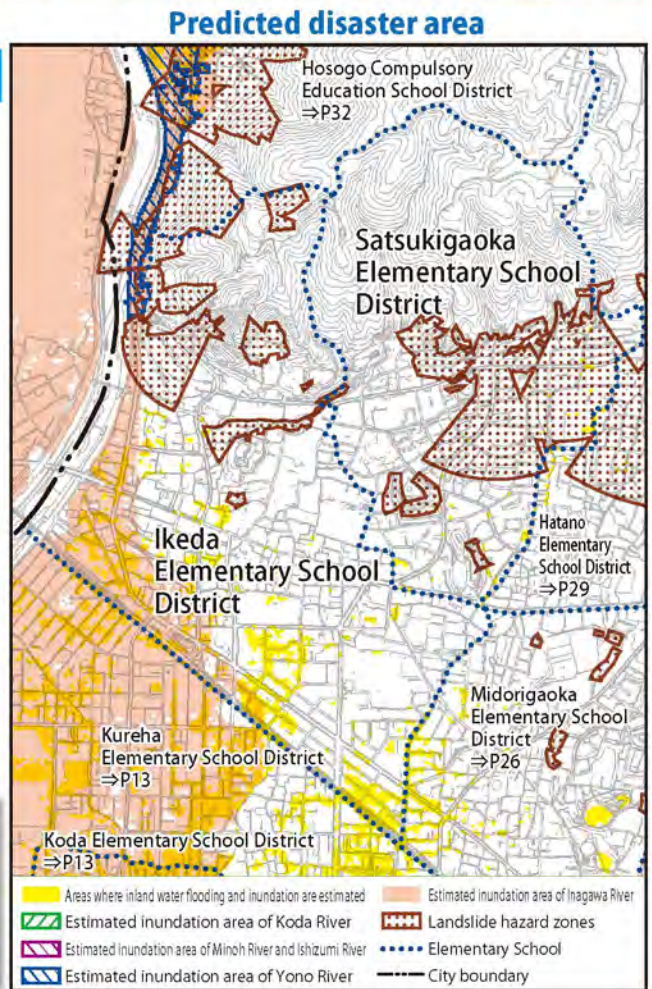 Predicted disaster area
Hosogo Compulsory
Education School District
⇒P32
Satsukigaoka
Elementary School
District
Ikeda
Elementary School
District
Hatano
Elementary
School District
⇒P29
Midorigaoka
Elementary School
District
⇒P26
Kureha
Elementary School District
⇒P13
Koda Elementary School District
⇒P13
Areas where inland water flooding and inundation are estimated
Estimated inundation area of Inagawa River
Estimated inundation area of Koda River
Landslide hazard zones
Estimated inundation area of Minoh River and Ishizumi River
Elementary School
Estimated inundation area of Yono River
City boundary